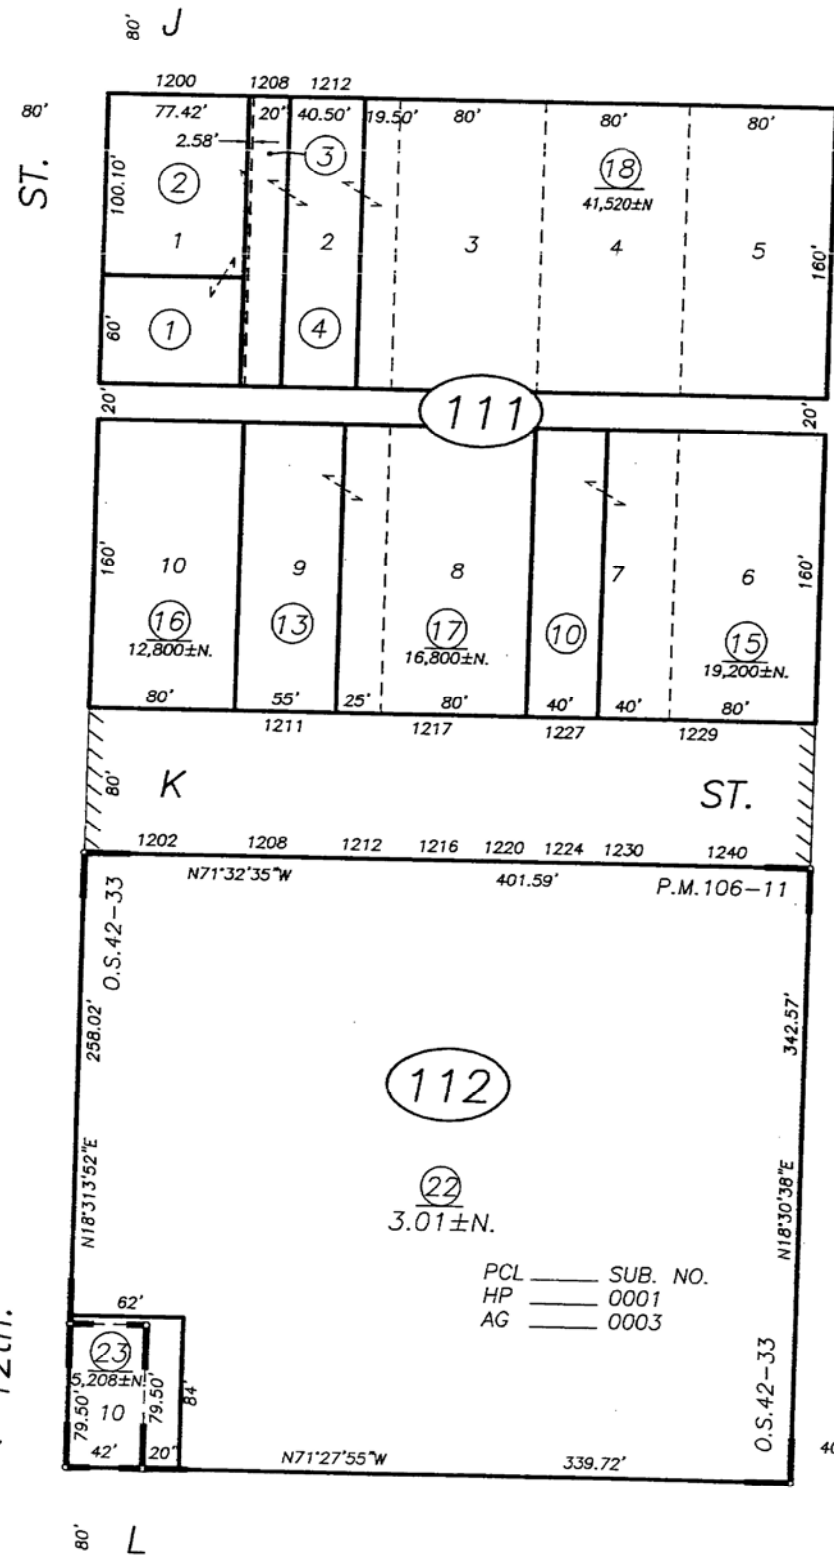 80' J
80'
ST.
1200 1208 1212
77.42' 20' 40.50' 19.50' 80' 80' 80'
2.58'
3
2
18
41,520±N
100.10'
1 2 3 4 5
160'
60'
1
4
20'
111
20'
160'
10 9 8 7 6
160'
16
12,800±N.
13
17
16,800±N.
10
15
19,200±N.
80' 55' 25' 80' 40' 40' 80'
1211 1217 1227 1229
80' K ST.
1202 1208 1212 1216 1220 1224 1230 1240
N71°32'35"W 401.59' P.M.106-11
O.S.42-33
258.02'
342.57'
112
N18°313'52"E
N18°30'38"E
22
3.01±N.
PCL SUB. NO.
HP 0001
AG 0003
62'
12th.
23
5,208±N.
79.50'
10
79.50'
84'
O.S.42-33
42' 20'
N71°27'55"W 339.72'
80' L